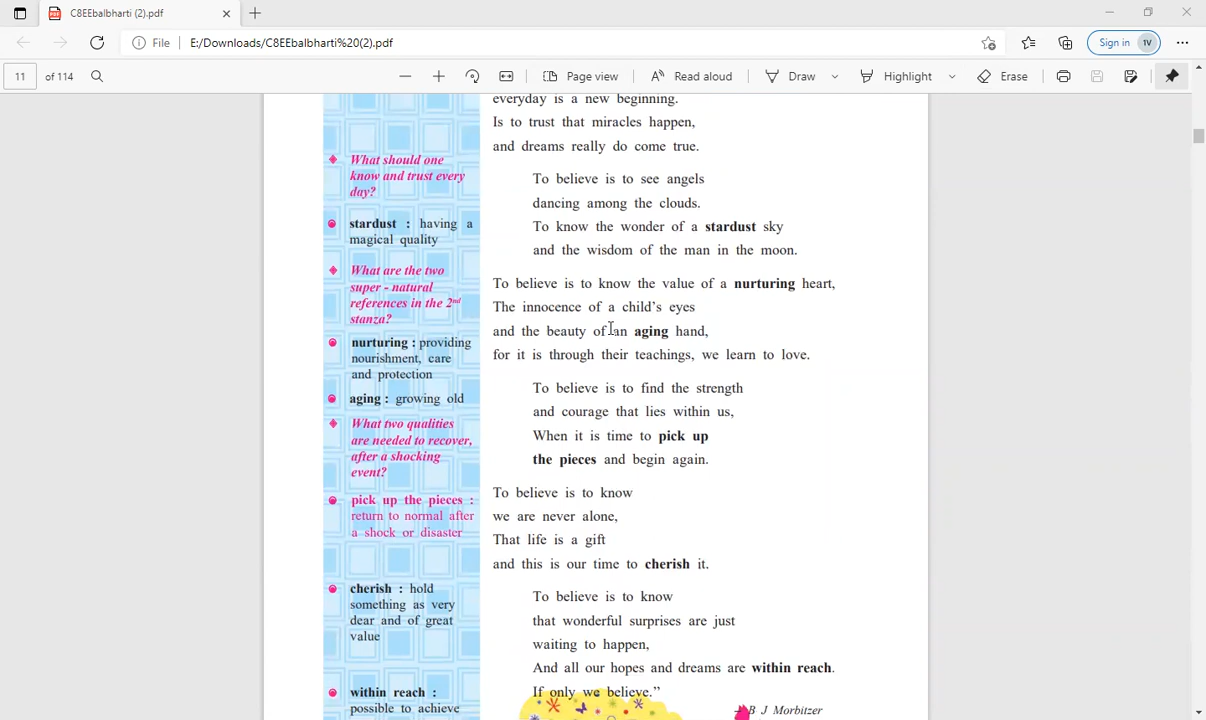 C8EEbalbharti (2).pdf
File
E:/Downloads/C8EEbalbharti%20(2).pdf
Sign in
1V
11
of 114
Page view
Read aloud
Draw
Highlight
Erase
everyday is a new beginning.
Is to trust that miracles happen,
and dreams really do come true.
What should one
know and trust every
day?
To believe is to see angels
dancing among the clouds.
To know the wonder of a stardust sky
and the wisdom of the man in the moon.
stardust : having a
magical quality
What are the two
super - natural
references in the 2nd
stanza?
To believe is to know the value of a nurturing heart,
The innocence of a child's eyes
and the beauty of an aging hand,
for it is through their teachings, we learn to love.
nurturing : providing
nourishment, care
and protection
aging : growing old
To believe is to find the strength
and courage that lies within us,
When it is time to pick up
the pieces and begin again.
What two qualities
are needed to recover,
after a shocking
event?
pick up the pieces :
return to normal after
a shock or disaster
To believe is to know
we are never alone,
That life is a gift
and this is our time to cherish it.
cherish : hold
something as very
dear and of great
value
To believe is to know
that wonderful surprises are just
waiting to happen,
And all our hopes and dreams are within reach.
If only we believe."
within reach :
possible to achieve
B J Morbitzer